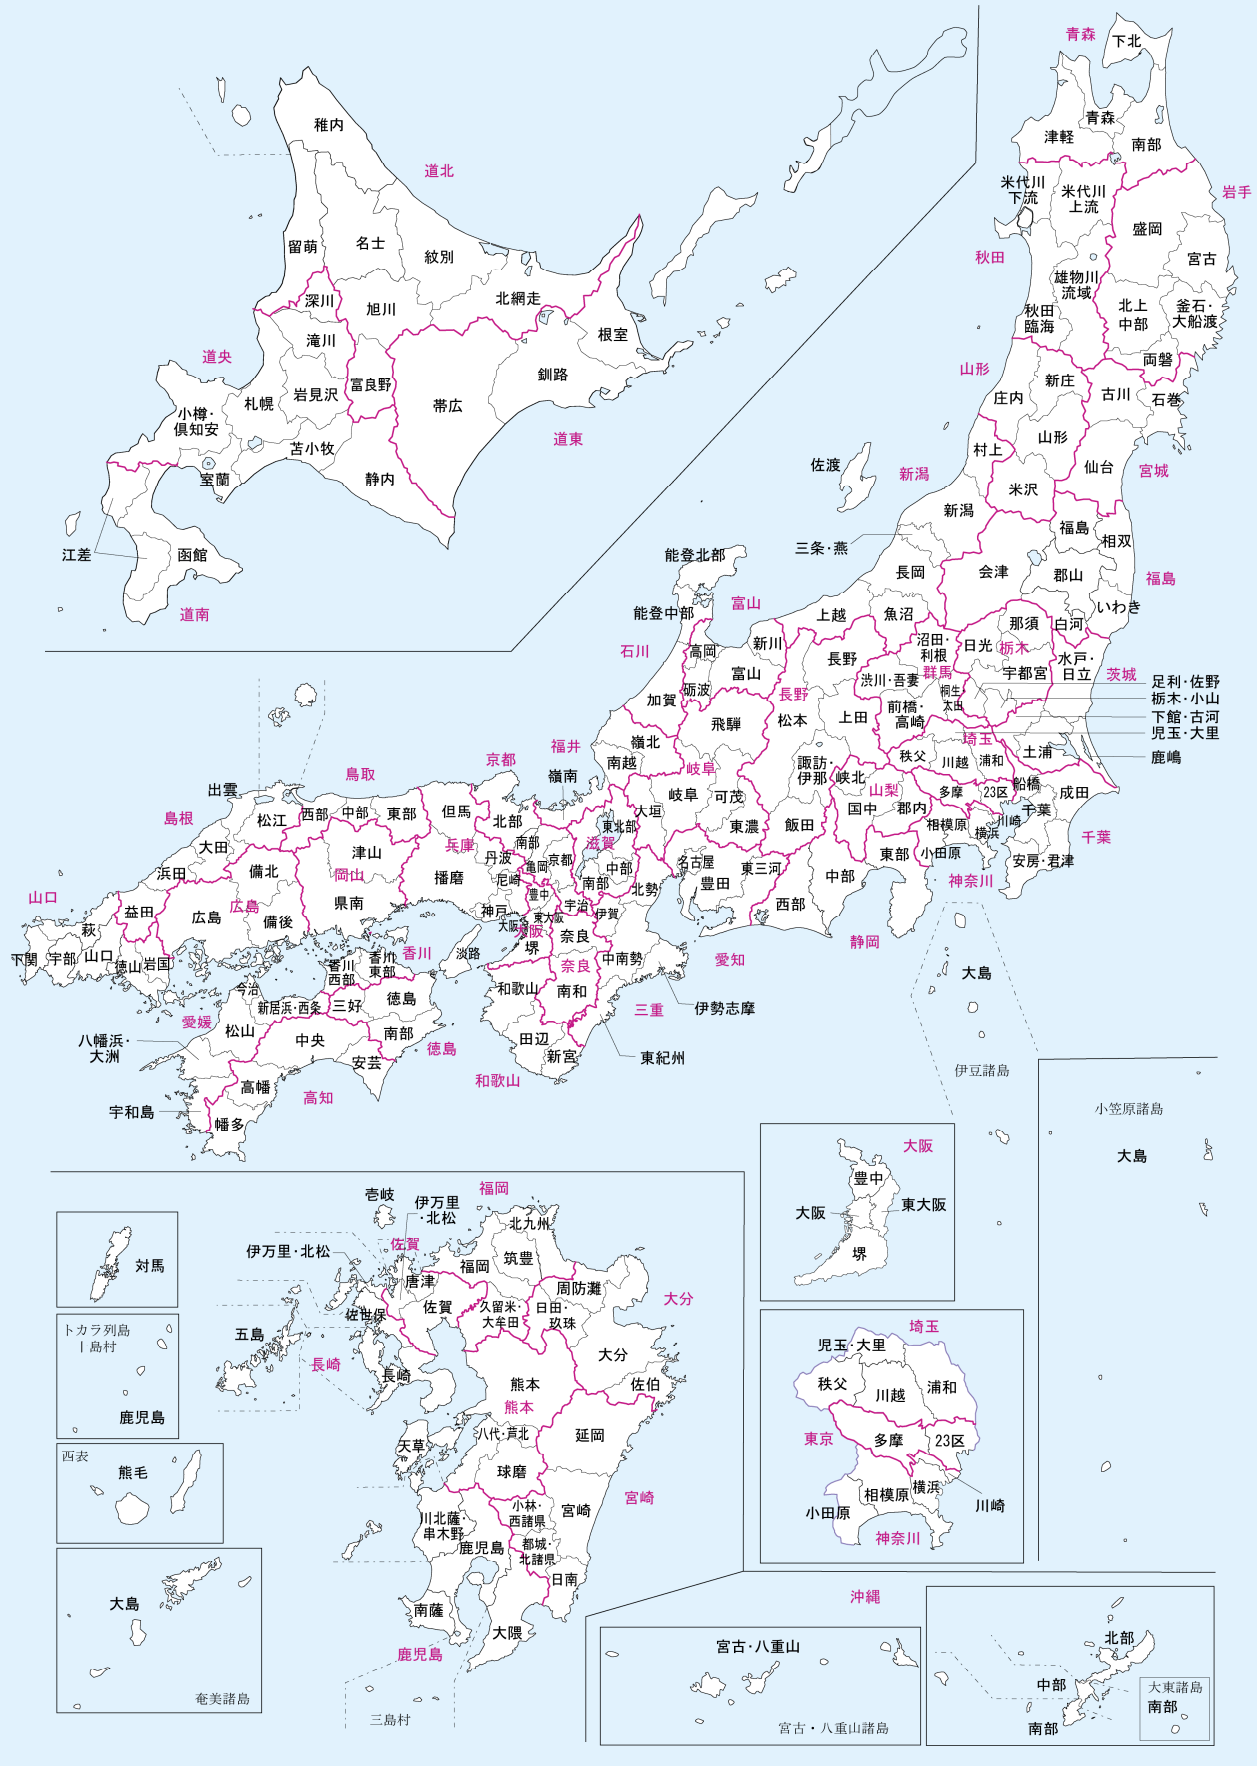 青森
下北
青森
津軽
南部
岩手
米代川
下流
米代川
上流
盛岡
宮古
秋田
雄物川
流域
秋田
臨海
北上
中部
釜石・
大船渡
両磐
山形
新庄
庄内
古川
石巻
山形
村上
仙台
宮城
米沢
佐渡
新潟
新潟
三条・燕
福島
相双
長岡
会津
郡山
福島
いわき
白河
稚内
道北
留萌
名士
紋別
深川
旭川
北網走
根室
滝川
道央
富良野
釧路
岩見沢
札幌
帯広
小樽・
倶知安
苫小牧
道東
室蘭
静内
江差
函館
道南
能登北部
能登中部
富山
上越
魚沼
沼田・
利根
日光
那須
栃木
石川
高岡
新川
長野
群馬
宇都宮
水戸・
日立
茨城
富山
渋川・吾妻
足利・佐野
加賀
砺波
長野
桐生・
太田
栃木・小山
飛騨
松本
上田
前橋・
高崎
下館・古河
児玉・大里
福井
嶺北
南越
岐阜
諏訪・
伊那
秩父
川越
浦和
埼玉
土浦
鹿嶋
京都
鳥取
嶺南
大垣
岐阜
可茂
峡北
山梨
多摩
23区
船橋
成田
出雲
島根
松江
西部
中部
東部
但馬
北部
東北部
東濃
飯田
国中
郡内
相模原
川崎
横浜
千葉
千葉
大田
津山
兵庫
南部
滋賀
名古屋
東三河
東部
小田原
安房・君津
浜田
備北
岡山
播磨
丹波
亀岡
京都
中部
南部
北勢
豊田
中部
神奈川
山口
益田
広島
広島
備後
県南
尼崎
豊中
宇治
伊賀
西部
静岡
萩
神戸
大阪
東大阪
大阪
堺
奈良
奈良
中南勢
愛知
下関
宇部
山口
徳山
岩国
香川
西部
香川
東部
香川
淡路
大島
今治
新居浜・西条
三好
徳島
和歌山
南和
伊勢志摩
三重
愛媛
松山
中央
南部
徳島
田辺
新宮
東紀州
八幡浜・
大洲
安芸
和歌山
高幡
高知
宇和島
幡多
伊豆諸島
小笠原諸島
大島
大阪
豊中
大阪
東大阪
堺
埼玉
児玉・大里
秩父
川越
浦和
東京
多摩
23区
相模原
横浜
川崎
小田原
神奈川
福岡
壱岐
伊万里
・北松
北九州
対馬
伊万里・北松
佐賀
福岡
筑豊
唐津
周防灘
大分
佐世保
佐賀
久留米・
大牟田
日田・
玖珠
五島
長崎
長崎
大分
佐伯
熊本
熊本
トカラ列島
十島村
鹿児島
八代・芦北
延岡
西表
熊毛
天草
球磨
宮崎
小林・
西諸県
宮崎
川北薩・
串木野
鹿児島
都城・
北諸県
日南
大島
奄美諸島
南薩
大隈
鹿児島
三島村
沖縄
宮古・八重山
宮古・八重山諸島
北部
中部
南部
大東諸島
南部